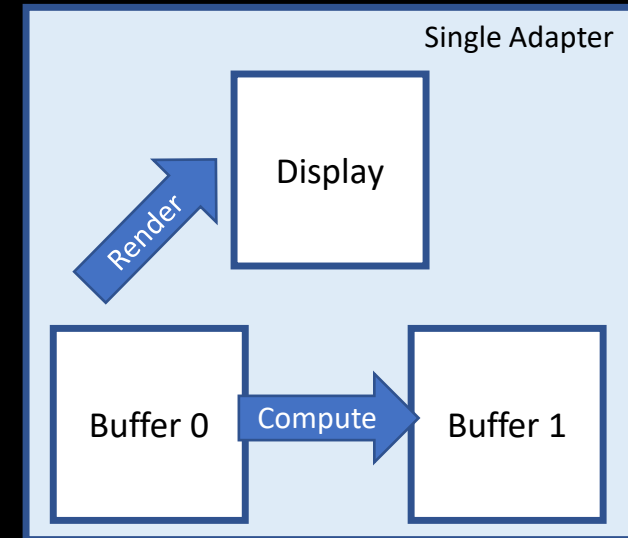 Single Adapter
Display
Render
Buffer 0
Compute
Buffer 1